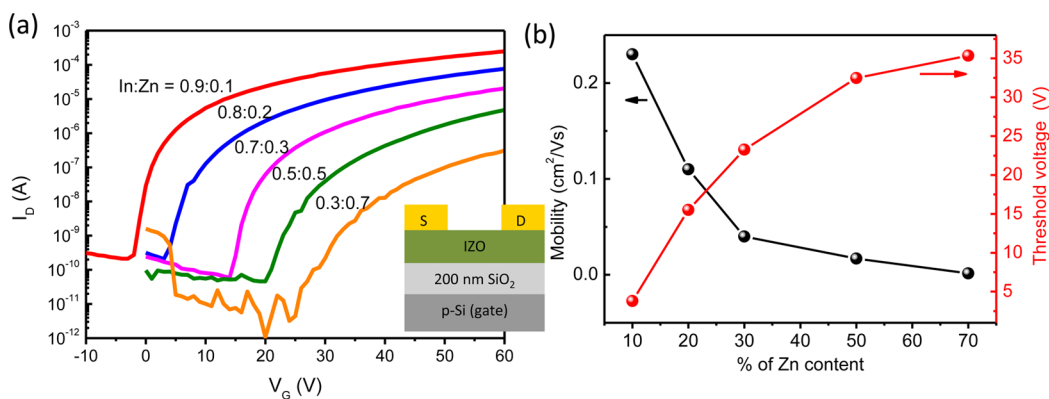 (a)
I_D (A)
10^-3
10^-4
10^-5
10^-6
10^-7
10^-8
10^-9
10^-10
10^-11
10^-12
In:Zn = 0.9:0.1
0.8:0.2
0.7:0.3
0.5:0.5
0.3:0.7
S D
IZO
200 nm SiO₂
p-Si (gate)
-10 0 10 20 30 40 50 60
V_G (V)
(b)
Mobility (cm²/Vs)
0.2
0.1
0.0
35
33
25
23
15
13
5
Threshold voltage (V)
10 20 30 40 50 60 70
% of Zn content